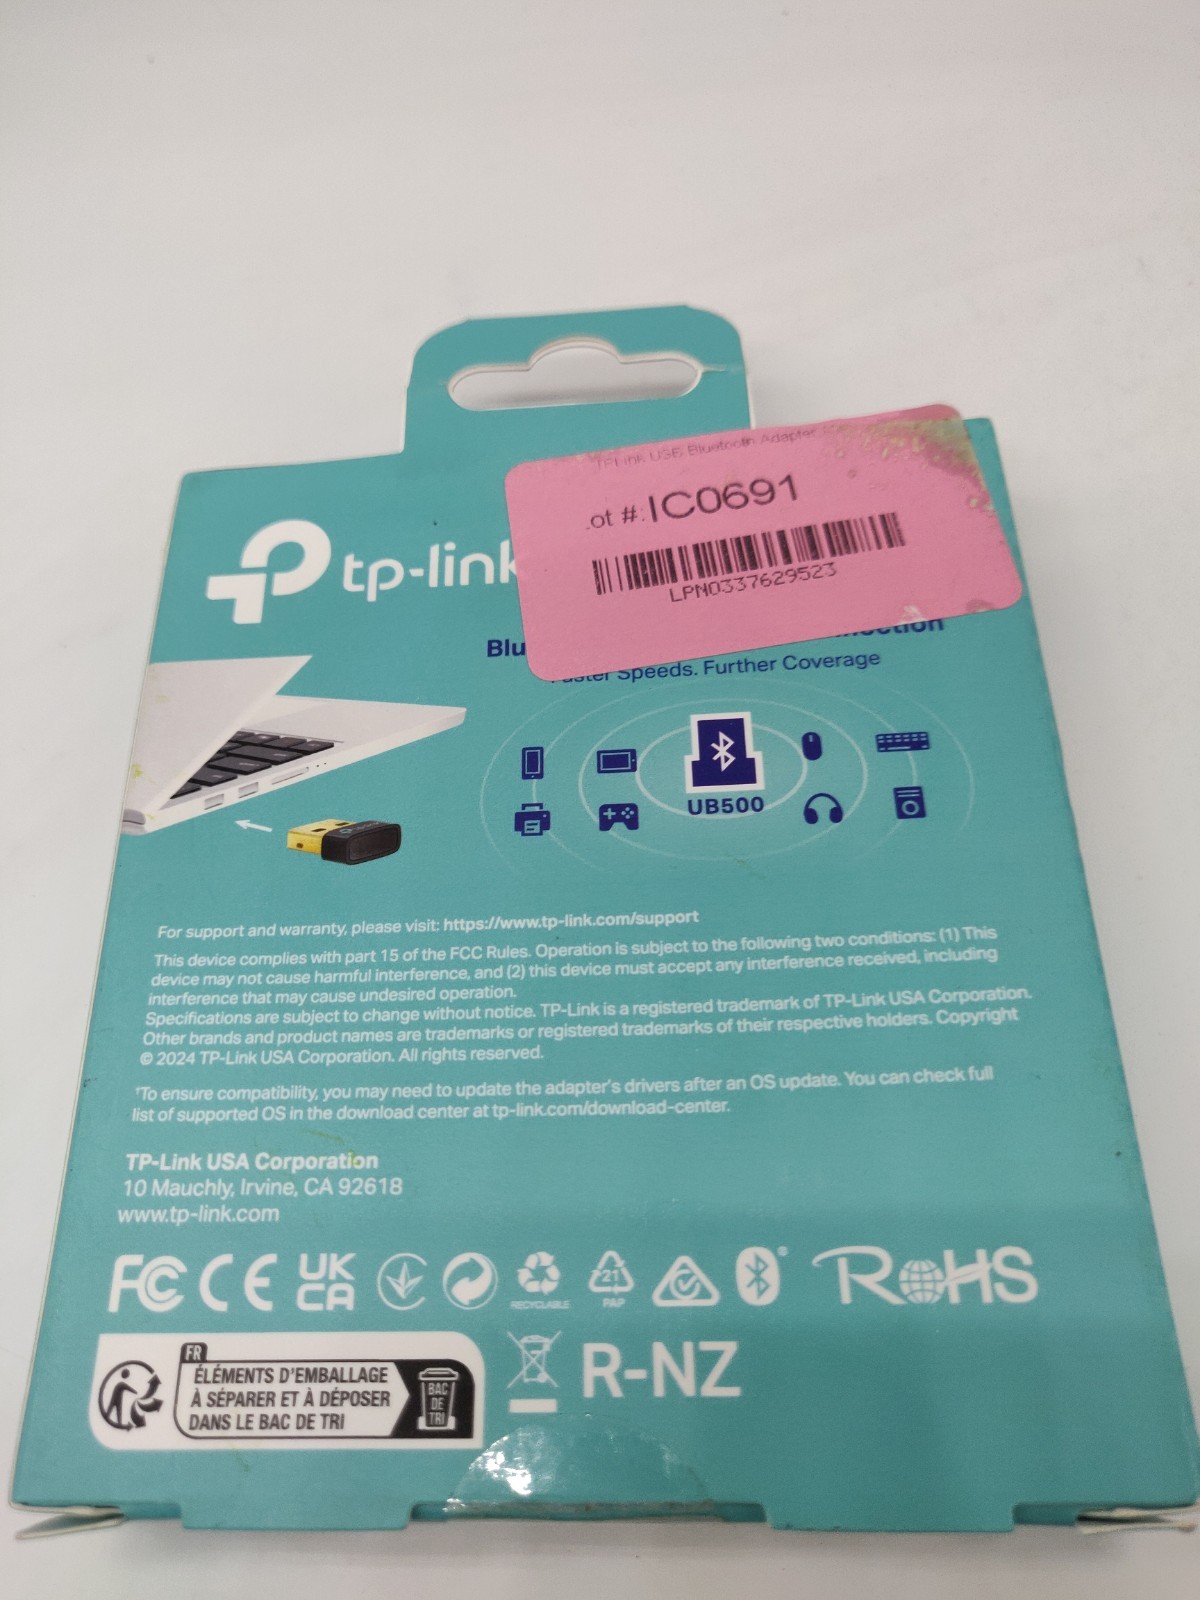 TP-Link USB Bluetooth Adapter
Lot #: IC0691
LPN0337629523
tp-link
Faster Speeds. Further Coverage
UB500
For support and warranty, please visit: https://www.tp-link.com/support
This device complies with part 15 of the FCC Rules. Operation is subject to the following two conditions: (1) This
device may not cause harmful interference, and (2) this device must accept any interference received, including
interference that may cause undesired operation.
Specifications are subject to change without notice. TP-Link is a registered trademark of TP-Link USA Corporation.
Other brands and product names are trademarks or registered trademarks of their respective holders. Copyright
© 2024 TP-Link USA Corporation. All rights reserved.
†To ensure compatibility, you may need to update the adapter's drivers after an OS update. You can check full
list of supported OS in the download center at tp-link.com/download-center.
TP-Link USA Corporation
10 Mauchly, Irvine, CA 92618
www.tp-link.com
FC CE UK CA RECYCLABLE 21 PAP RoHS
FR
ÉLÉMENTS D'EMBALLAGE
À SÉPARER ET À DÉPOSER
DANS LE BAC DE TRI
BAC
DE
TRI
R-NZ